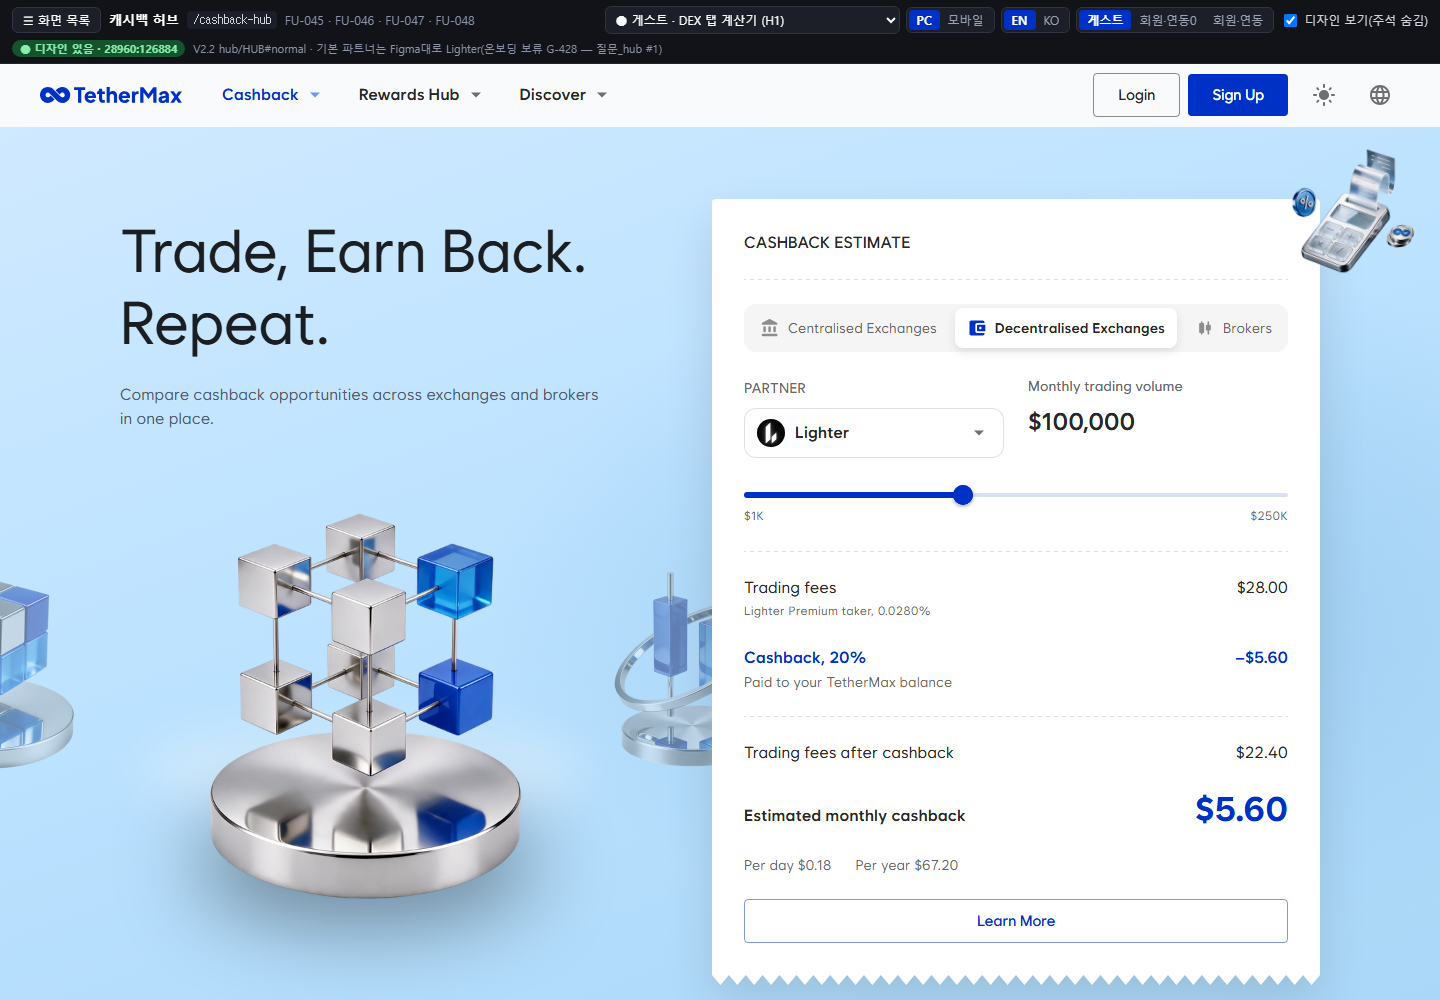 ☰ 화면 목록 캐시백 허브 /cashback-hub FU-045 · FU-046 · FU-047 · FU-048 ● 게스트 · DEX 탭 계산기 (H1) PC 모바일 EN KO 게스트 회원·연동0 회원·연동 디자인 보기(주석 숨김)
● 디자인 있음 · 28960:126884 V2.2 hub/HUB#normal · 기본 파트너는 Figma대로 Lighter(온보딩 보류 G-428 — 질문_hub #1)
TetherMax Cashback Rewards Hub Discover Login Sign Up
Trade, Earn Back.
Repeat.
Compare cashback opportunities across exchanges and brokers
in one place.
CASHBACK ESTIMATE
Centralised Exchanges Decentralised Exchanges Brokers
PARTNER Monthly trading volume
Lighter $100,000
$1K $250K
Trading fees $28.00
Lighter Premium taker, 0.0280%
Cashback, 20% –$5.60
Paid to your TetherMax balance
Trading fees after cashback $22.40
Estimated monthly cashback $5.60
Per day $0.18 Per year $67.20
Learn More